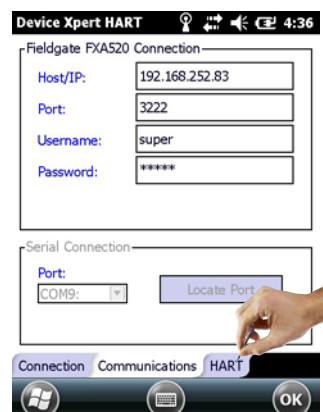 Device Xpert HART 4:36
Fieldgate FXA520 Connection
Host/IP: 192.168.252.83
Port: 3222
Username: super
Password: *****
Serial Connection
Port:
COM9: Locate Port
Connection Communications HART
OK